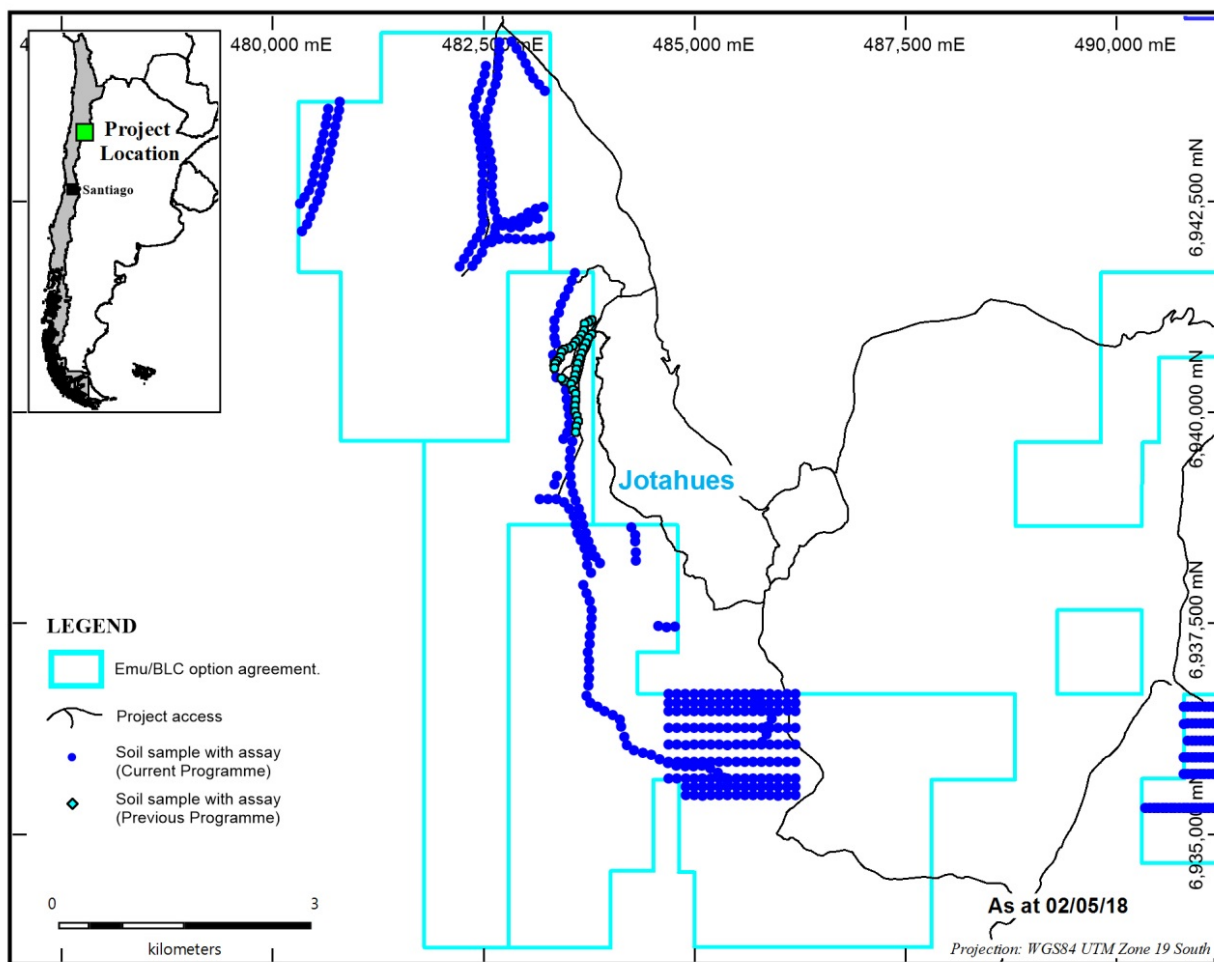 4
480,000 mE
482,500 mE
485,000 mE
487,500 mE
490,000 mE
Project
Location
Santiago
6,942,500 mN
6,940,000 mN
Jotahues
6,937,500 mN
6,935,000 mN
LEGEND
Emu/BLC option agreement.
Project access
Soil sample with assay
(Current Programme)
Soil sample with assay
(Previous Programme)
0
3
kilometers
As at 02/05/18
Projection: WGS84 UTM Zone 19 South